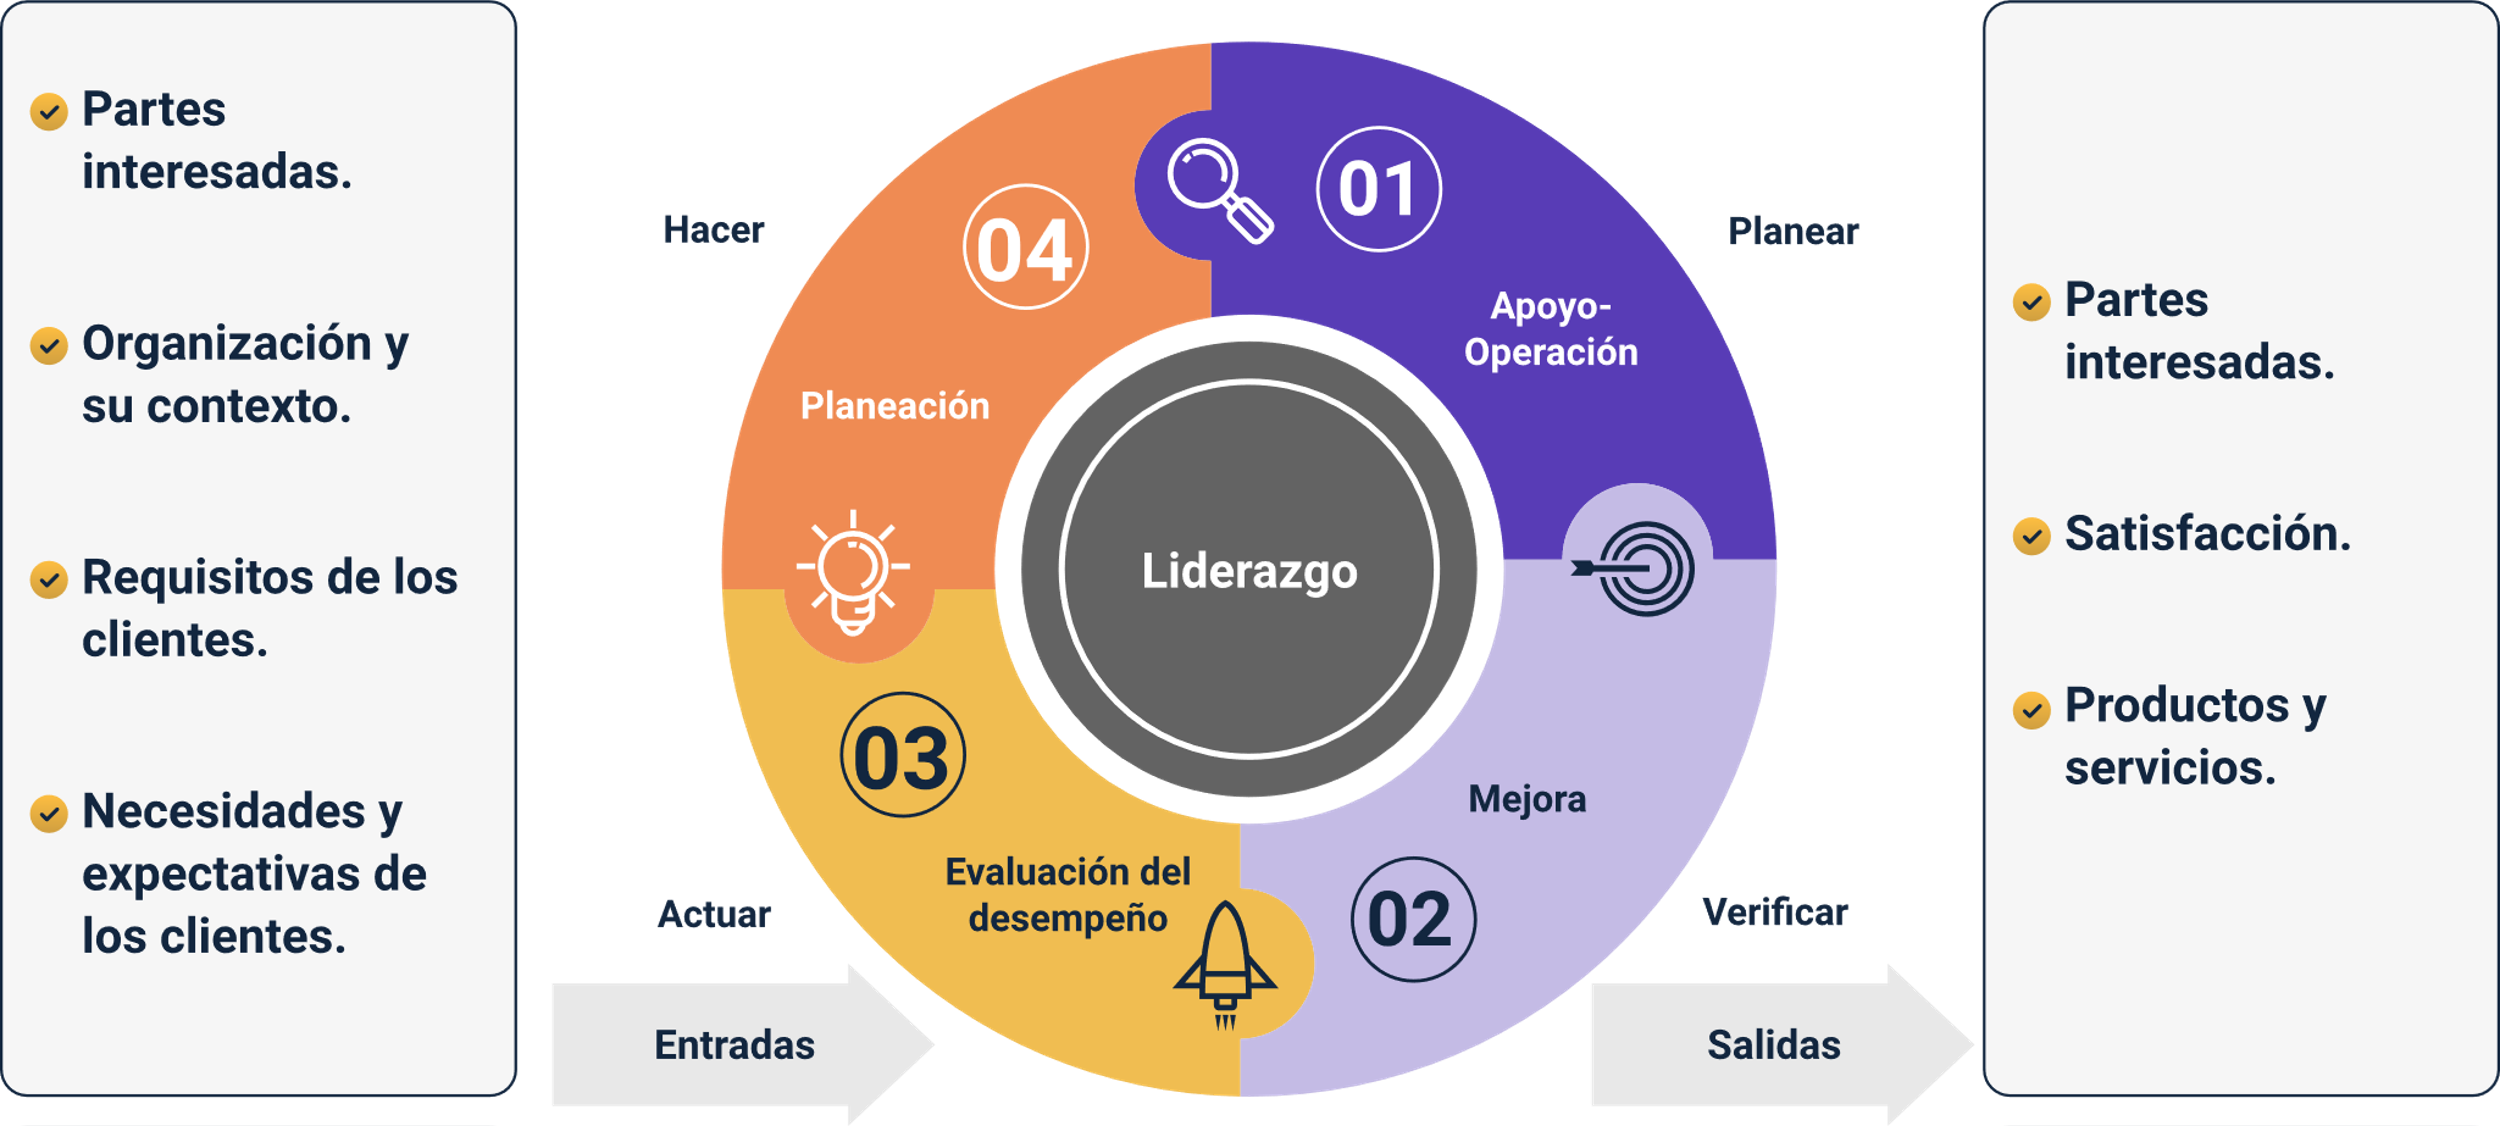 Partes
interesadas.
Organización y
su contexto.
Requisitos de los
clientes.
Necesidades y
expectativas de
los clientes.
Hacer
04
Planeación
01
Apoyo-
Operación
Planear
Liderazgo
03
Evaluación del
desempeño
Mejora
02
Actuar
Verificar
Entradas
Salidas
Partes
interesadas.
Satisfacción.
Productos y
servicios.